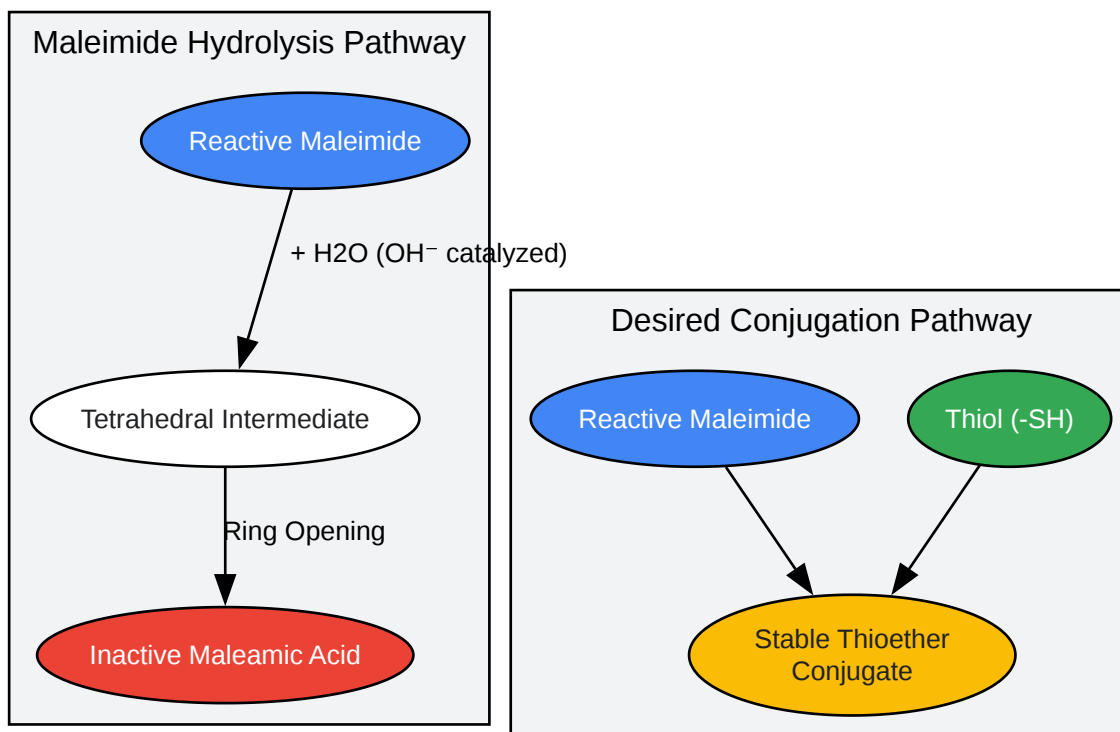 Maleimide Hydrolysis Pathway
Reactive Maleimide
+ H2O (OH⁻ catalyzed)
Tetrahedral Intermediate
Ring Opening
Inactive Maleamic Acid
Desired Conjugation Pathway
Reactive Maleimide
Thiol (-SH)
Stable Thioether
Conjugate